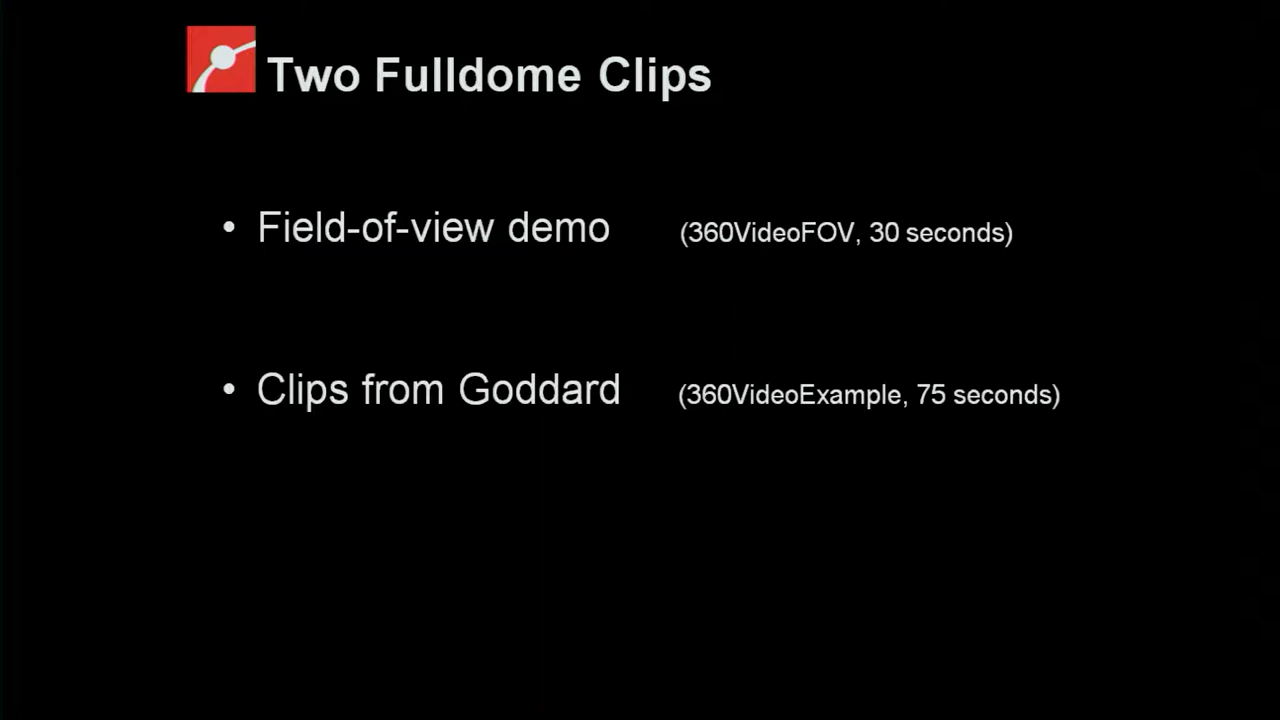 Two Fulldome Clips
• Field-of-view demo (360VideoFOV, 30 seconds)
• Clips from Goddard (360VideoExample, 75 seconds)